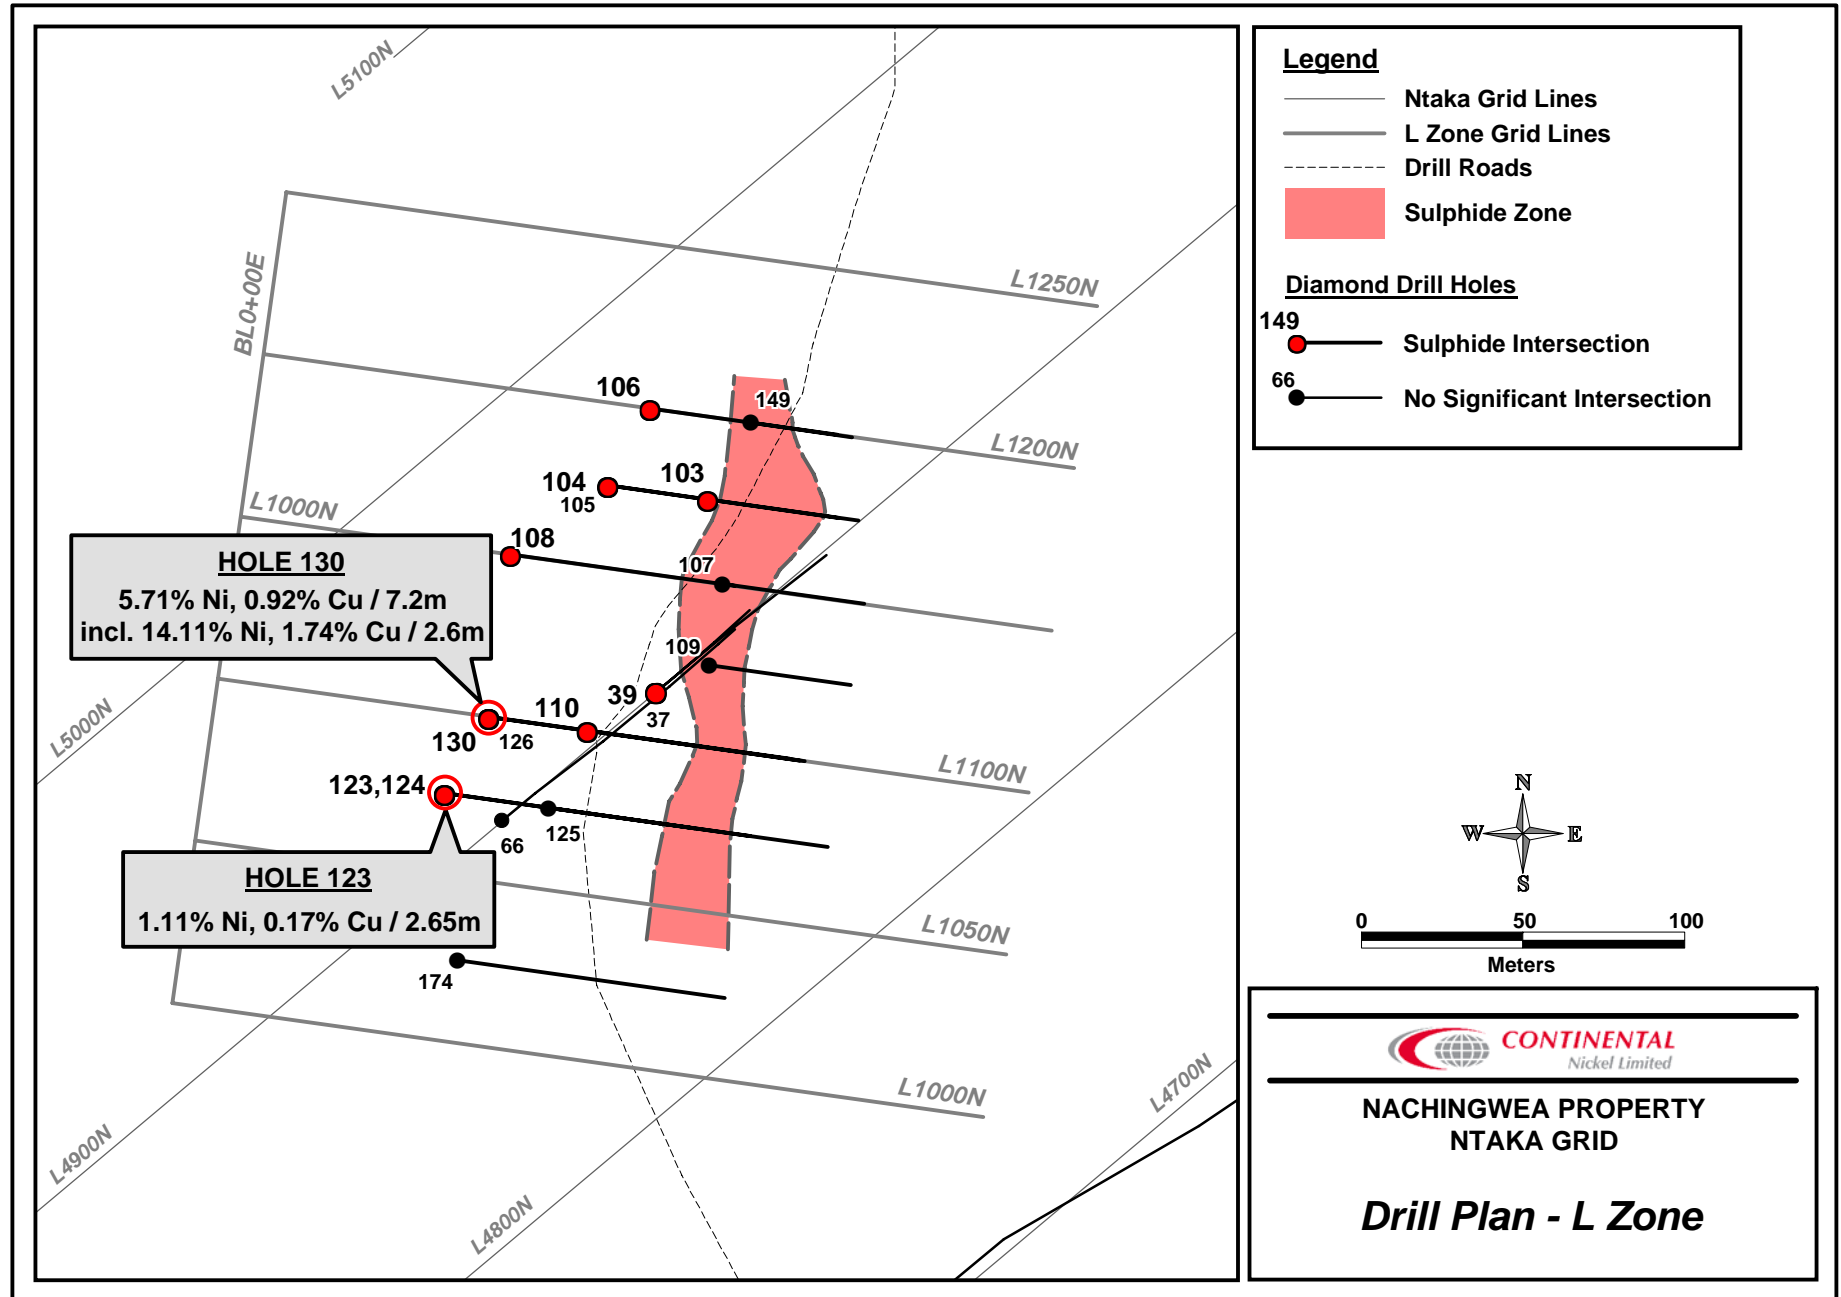 L5100N
BL0+00E
L1250N
106
149
L1200N
104
105
103
L1000N
108
107
HOLE 130
5.71% Ni, 0.92% Cu / 7.2m
incl. 14.11% Ni, 1.74% Cu / 2.6m
109
39
37
110
130
126
L5000N
L1100N
123,124
66
125
HOLE 123
1.11% Ni, 0.17% Cu / 2.65m
L1050N
174
L1000N
L4900N
L4800N
L4700N
Legend
Ntaka Grid Lines
L Zone Grid Lines
Drill Roads
Sulphide Zone
Diamond Drill Holes
149
Sulphide Intersection
66
No Significant Intersection
N
W E
S
0 50 100
Meters
CONTINENTAL
Nickel Limited
NACHINGWEA PROPERTY
NTAKA GRID
Drill Plan - L Zone